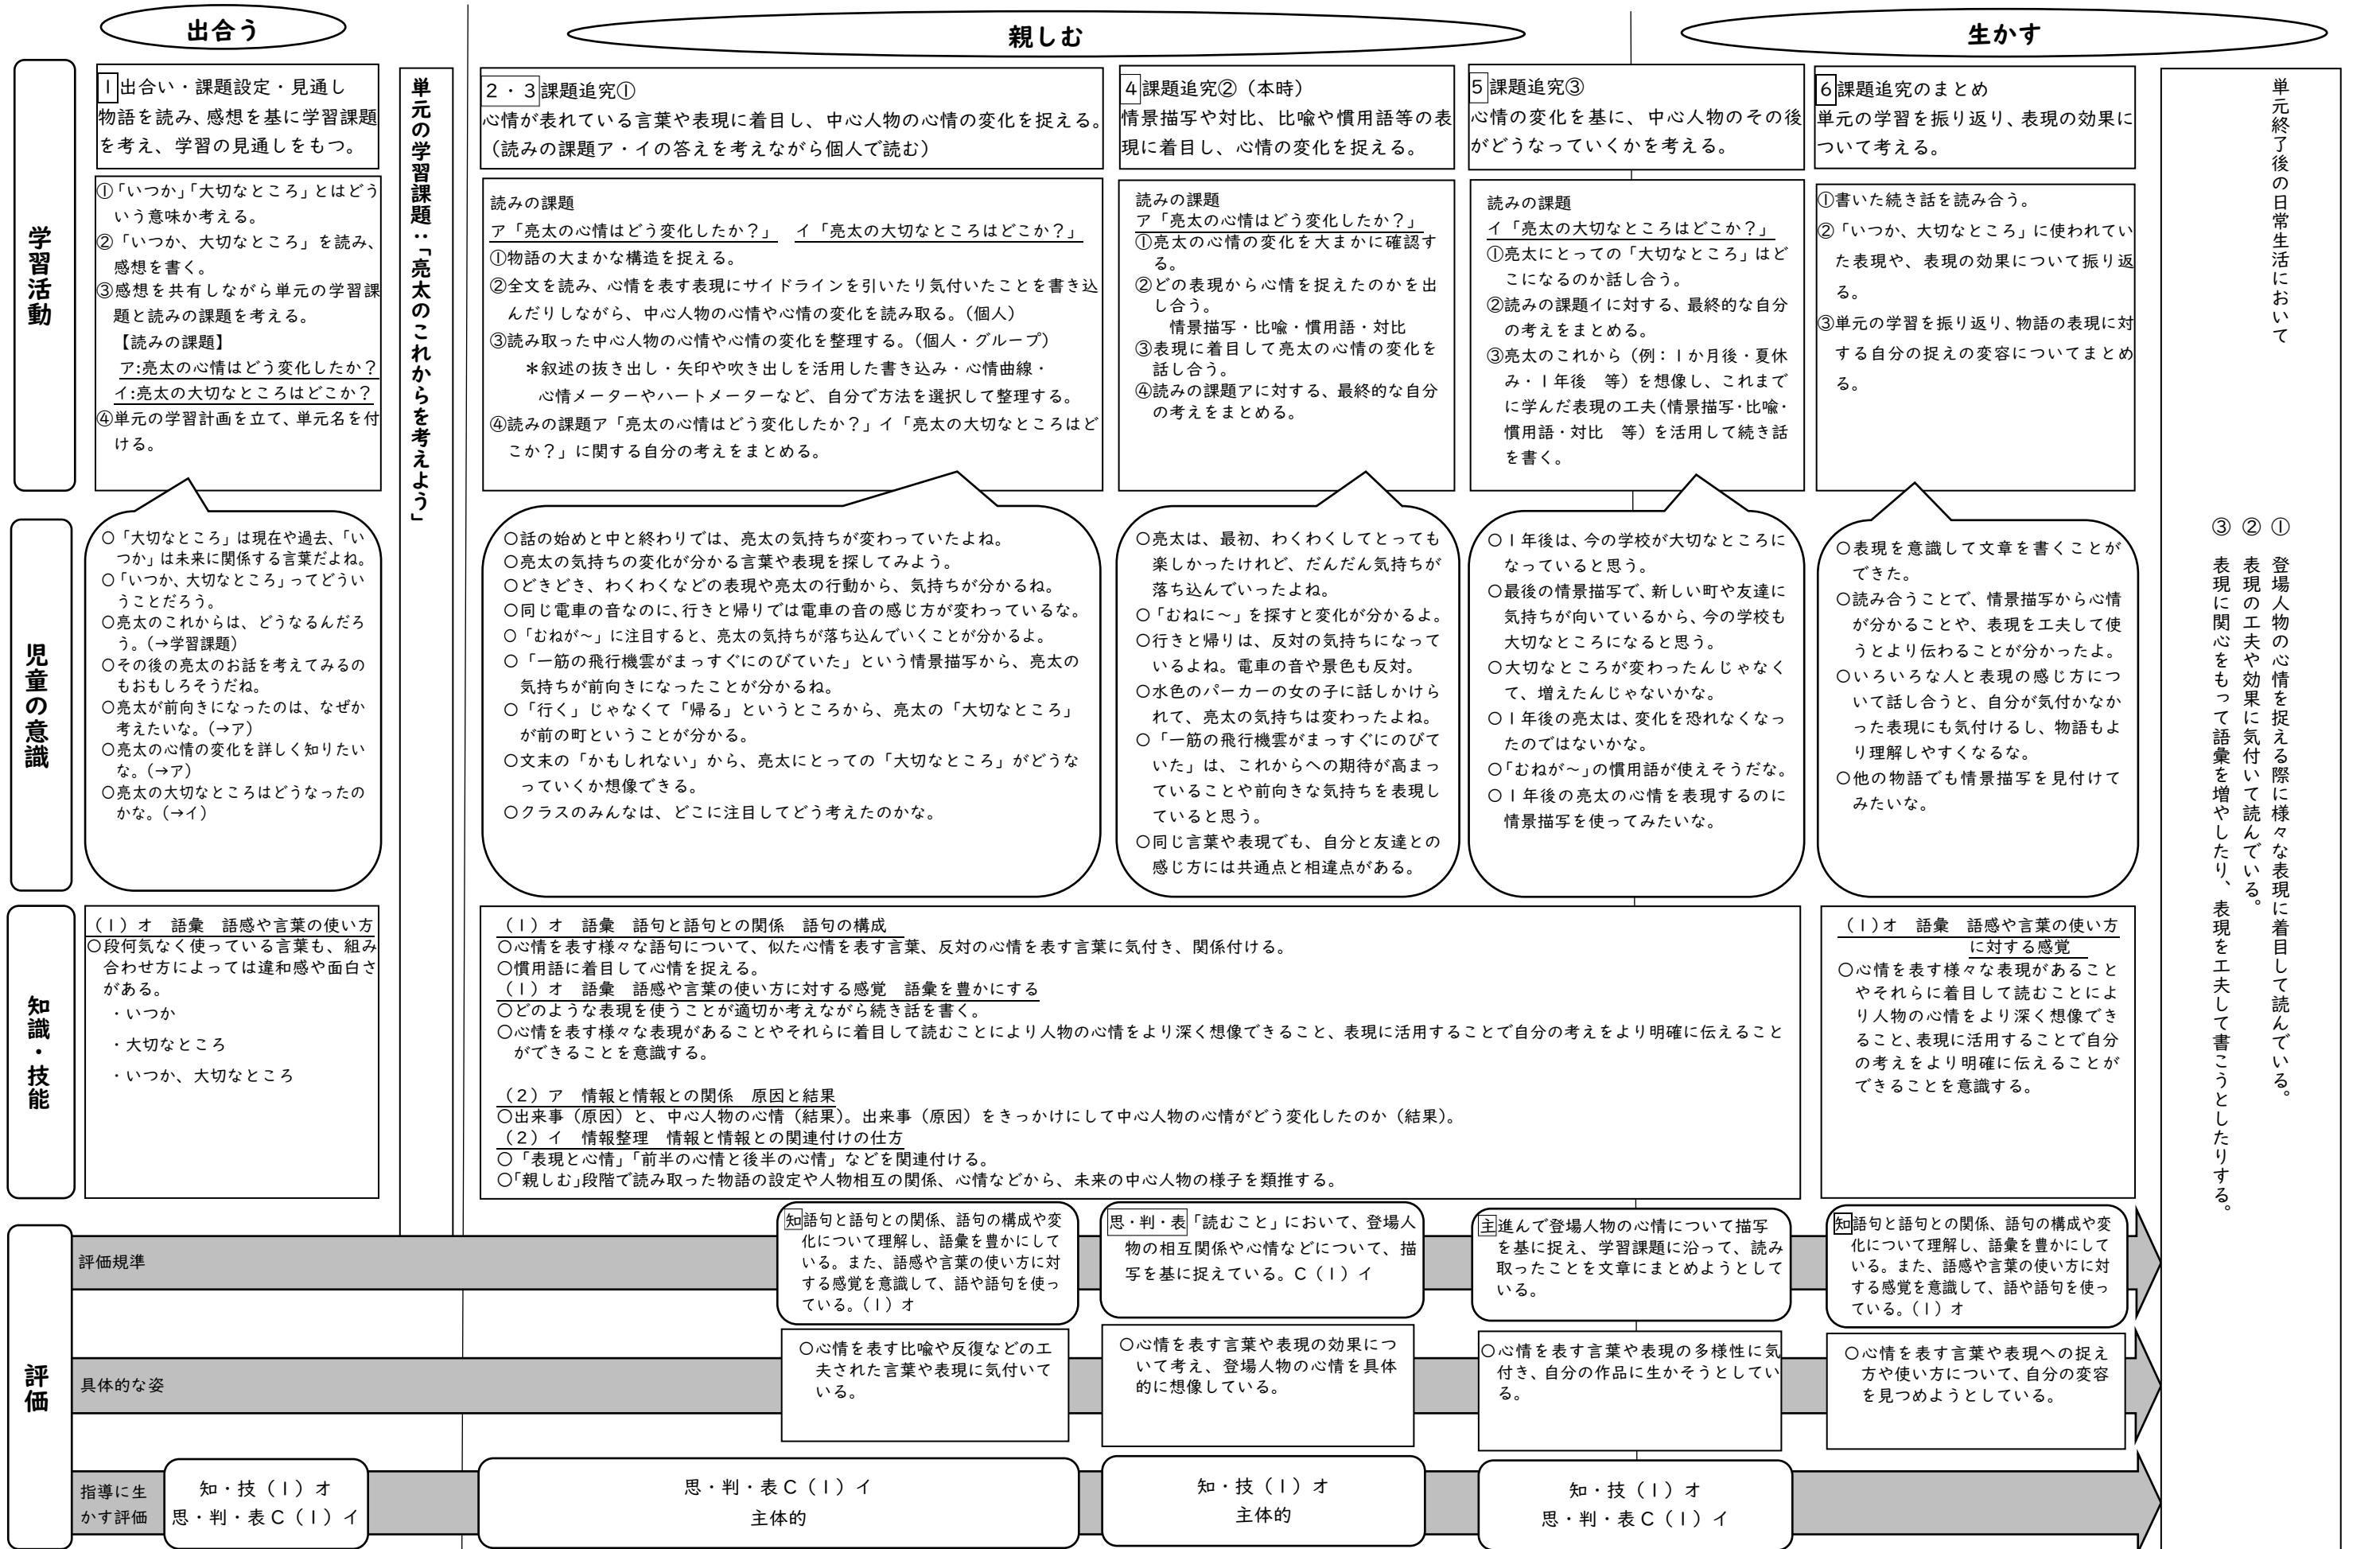 出合う
親しむ
生かす
学習活動
1出合い・課題設定・見通し
物語を読み、感想を基に学習課題
を考え、学習の見通しをもつ。
①「いつか」「大切なところ」とはどう
いう意味か考える。
②「いつか、大切なところ」を読み、
感想を書く。
③感想を共有しながら単元の学習課
題と読みの課題を考える。
【読みの課題】
ア:亮太の心情はどう変化したか?
イ:亮太の大切なところはどこか?
④単元の学習計画を立て、単元名を付
ける。
単元の学習課題:「亮太のこれからを考えよう」
2・3課題追究①
心情が表れている言葉や表現に着目し、中心人物の心情の変化を捉える。
(読みの課題ア・イの答えを考えながら個人で読む)
読みの課題
ア「亮太の心情はどう変化したか?」 イ「亮太の大切なところはどこか?」
①物語の大まかな構造を捉える。
②全文を読み、心情を表す表現にサイドラインを引いたり気付いたことを書き込
んだりしながら、中心人物の心情や心情の変化を読み取る。(個人)
③読み取った中心人物の心情や心情の変化を整理する。(個人・グループ)
*叙述の抜き出し・矢印や吹き出しを活用した書き込み・心情曲線・
心情メーターやハートメーターなど、自分で方法を選択して整理する。
④読みの課題ア「亮太の心情はどう変化したか?」イ「亮太の大切なところはど
こか?」に関する自分の考えをまとめる。
4課題追究②(本時)
情景描写や対比、比喩や慣用語等の表
現に着目し、心情の変化を捉える。
読みの課題
ア「亮太の心情はどう変化したか?」
①亮太の心情の変化を大まかに確認す
る。
②どの表現から心情を捉えたのかを出
し合う。
情景描写・比喩・慣用語・対比
③表現に着目して亮太の心情の変化を
話し合う。
④読みの課題アに対する、最終的な自分
の考えをまとめる。
5課題追究③
心情の変化を基に、中心人物のその後
がどうなっていくかを考える。
読みの課題
イ「亮太の大切なところはどこか?」
①亮太にとっての「大切なところ」はど
こになるのか話し合う。
②読みの課題イに対する、最終的な自分
の考えをまとめる。
③亮太のこれから(例:1か月後・夏休
み・1年後 等)を想像し、これまで
に学んだ表現の工夫(情景描写・比喩・
慣用語・対比 等)を活用して続き話
を書く。
6課題追究のまとめ
単元の学習を振り返り、表現の効果に
ついて考える。
①書いた続き話を読み合う。
②「いつか、大切なところ」に使われてい
た表現や、表現の効果について振り返
る。
③単元の学習を振り返り、物語の表現に対
する自分の捉えの変容についてまとめ
る。
単元終了後の日常生活において
① 登場人物の心情を捉える際に様々な表現に着目して読んでいる。
② 表現の工夫や効果に気付いて読んでいる。
③ 表現に関心をもって語彙を増やしたり、表現を工夫して書こうとしたりする。
児童の意識
○「大切なところ」は現在や過去、「い
つか」は未来に関係する言葉だよね。
○「いつか、大切なところ」ってどうい
うことだろう。
○亮太のこれからは、どうなるんだろ
う。(→学習課題)
○その後の亮太のお話を考えてみるの
もおもしろそうだね。
○亮太が前向きになったのは、なぜか
考えたいな。(→ア)
○亮太の心情の変化を詳しく知りたい
な。(→ア)
○亮太の大切なところはどうなったの
かな。(→イ)
○話の始めと中と終わりでは、亮太の気持ちが変わっていたよね。
○亮太の気持ちの変化が分かる言葉や表現を探してみよう。
○どきどき、わくわくなどの表現や亮太の行動から、気持ちが分かるね。
○同じ電車の音なのに、行きと帰りでは電車の音の感じ方が変わっているな。
○「むねが~」に注目すると、亮太の気持ちが落ち込んでいくことが分かるよ。
○「一筋の飛行機雲がまっすぐにのびていた」という情景描写から、亮太の
気持ちが前向きになったことが分かるね。
○「行く」じゃなくて「帰る」というところから、亮太の「大切なところ」
が前の町ということが分かる。
○文末の「かもしれない」から、亮太にとっての「大切なところ」がどうな
っていくか想像できる。
○クラスのみんなは、どこに注目してどう考えたのかな。
○亮太は、最初、わくわくしてとっても
楽しかったけれど、だんだん気持ちが
落ち込んでいったよね。
○「むねに~」を探すと変化が分かるよ。
○行きと帰りは、反対の気持ちになって
いるよね。電車の音や景色も反対。
○水色のパーカーの女の子に話しかけら
れて、亮太の気持ちは変わったよね。
○「一筋の飛行機雲がまっすぐにのびて
いた」は、これからへの期待が高まっ
ていることや前向きな気持ちを表現し
ていると思う。
○同じ言葉や表現でも、自分と友達との
感じ方には共通点と相違点がある。
○1年後は、今の学校が大切なところに
なっていると思う。
○最後の情景描写で、新しい町や友達に
気持ちが向いているから、今の学校も
大切なところになると思う。
○大切なところが変わったんじゃなく
て、増えたんじゃないかな。
○1年後の亮太は、変化を恐れなくなっ
たのではないかな。
○「むねが~」の慣用語が使えそうだな。
○1年後の亮太の心情を表現するのに
情景描写を使ってみたいな。
○表現を意識して文章を書くことが
できた。
○読み合うことで、情景描写から心情
が分かることや、表現を工夫して使
うとより伝わることが分かったよ。
○いろいろな人と表現の感じ方につ
いて話し合うと、自分が気付かなか
った表現にも気付けるし、物語もよ
り理解しやすくなるな。
○他の物語でも情景描写を見付けて
みたいな。
知識・技能
(1)オ 語彙 語感や言葉の使い方
○段何気なく使っている言葉も、組み
合わせ方によっては違和感や面白さ
がある。
・いつか
・大切なところ
・いつか、大切なところ
(1)オ 語彙 語句と語句との関係 語句の構成
○心情を表す様々な語句について、似た心情を表す言葉、反対の心情を表す言葉に気付き、関係付ける。
○慣用語に着目して心情を捉える。
(1)オ 語彙 語感や言葉の使い方に対する感覚 語彙を豊かにする
○どのような表現を使うことが適切か考えながら続き話を書く。
○心情を表す様々な表現があることやそれらに着目して読むことにより人物の心情をより深く想像できること、表現に活用することで自分の考えをより明確に伝えること
ができることを意識する。
(2)ア 情報と情報との関係 原因と結果
○出来事(原因)と、中心人物の心情(結果)。出来事(原因)をきっかけにして中心人物の心情がどう変化したのか(結果)。
(2)イ 情報整理 情報と情報との関連付けの仕方
○「表現と心情」「前半の心情と後半の心情」などを関連付ける。
○「親しむ」段階で読み取った物語の設定や人物相互の関係、心情などから、未来の中心人物の様子を類推する。
(1)オ 語彙 語感や言葉の使い方
に対する感覚
○心情を表す様々な表現があること
やそれらに着目して読むことによ
り人物の心情をより深く想像でき
ること、表現に活用することで自分
の考えをより明確に伝えることが
できることを意識する。
評価
評価規準
知語句と語句との関係、語句の構成や変
化について理解し、語彙を豊かにして
いる。また、語感や言葉の使い方に対
する感覚を意識して、語や語句を使っ
ている。(1)オ
思・判・表「読むこと」において、登場人
物の相互関係や心情などについて、描
写を基に捉えている。C(1)イ
主進んで登場人物の心情について描写
を基に捉え、学習課題に沿って、読み
取ったことを文章にまとめようとして
いる。
知語句と語句との関係、語句の構成や変
化について理解し、語彙を豊かにして
いる。また、語感や言葉の使い方に対
する感覚を意識して、語や語句を使っ
ている。(1)オ
具体的な姿
○心情を表す比喩や反復などの工
夫された言葉や表現に気付いて
いる。
○心情を表す言葉や表現の効果につ
いて考え、登場人物の心情を具体
的に想像している。
○心情を表す言葉や表現の多様性に気
付き、自分の作品に生かそうとしてい
る。
○心情を表す言葉や表現への捉え
方や使い方について、自分の変容
を見つめようとしている。
指導に生
かす評価
知・技(1)オ
思・判・表C(1)イ
思・判・表C(1)イ
主体的
知・技(1)オ
主体的
知・技(1)オ
思・判・表C(1)イ